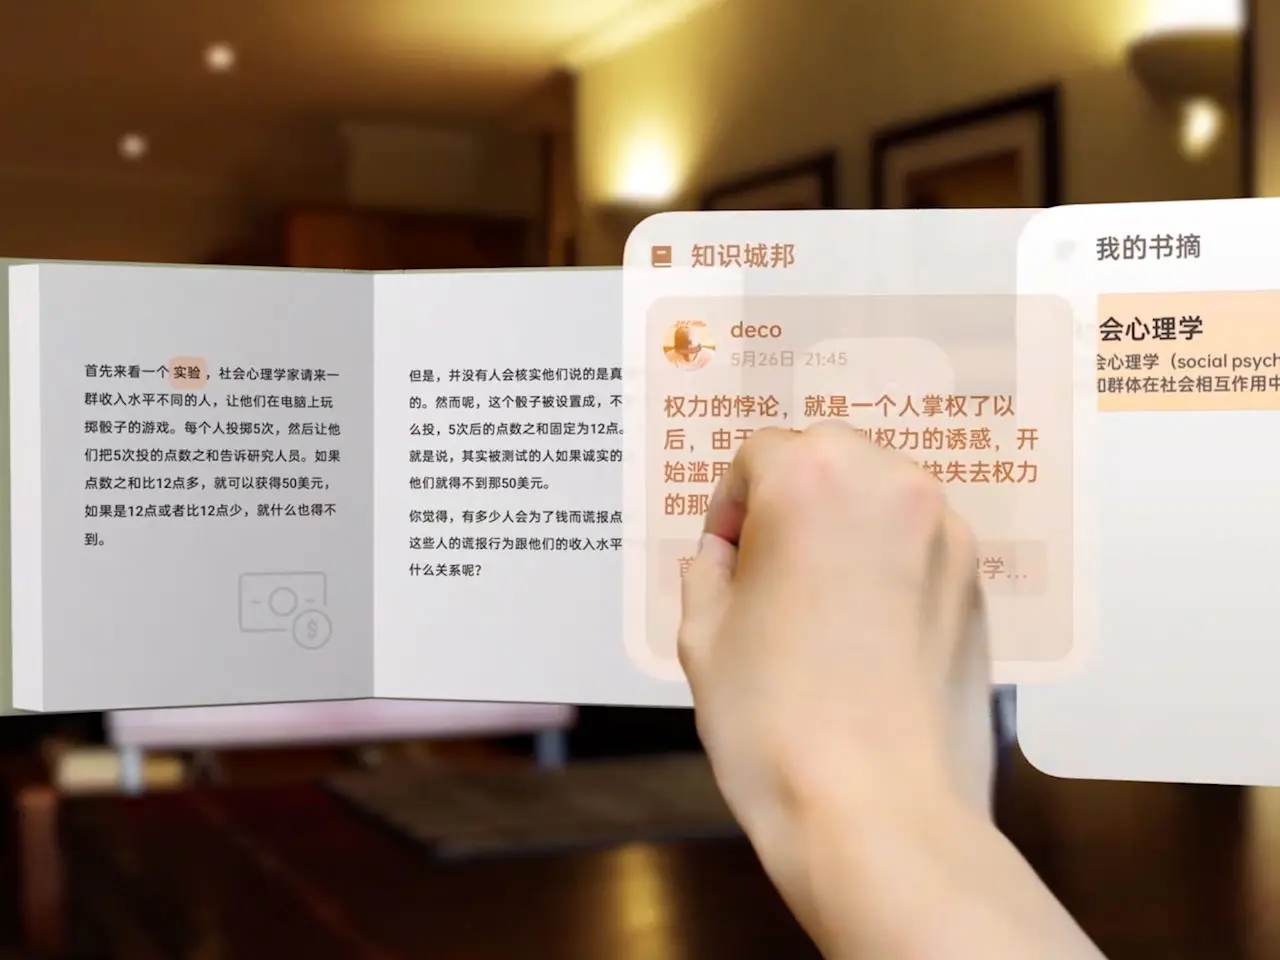 首先来看一个 实验 ，社会心理学家请来一
群收入水平不同的人，让他们在电脑上玩
掷骰子的游戏。每个人投掷5次，然后让他
们把5次投的点数之和告诉研究人员。如果
点数之和比12点多，就可以获得50美元，
如果是12点或者比12点少，就什么也得不
到。
但是，并没有人会核实他们说的是真
的。然而呢，这个骰子被设置成，不
么投，5次后的点数之和固定为12点。
就是说，其实被测试的人如果诚实的
他们就得不到那50美元。
你觉得，有多少人会为了钱而谎报点
这些人的谎报行为跟他们的收入水平
什么关系呢？
知识城邦
deco
5月26日 21:45
权力的悖论，就是一个人掌权了以
后，由于 权力的诱惑，开
始滥用 快失去权力
的那
首 学...
我的书摘
会心理学
会心理学（social psych
和群体在社会相互作用中